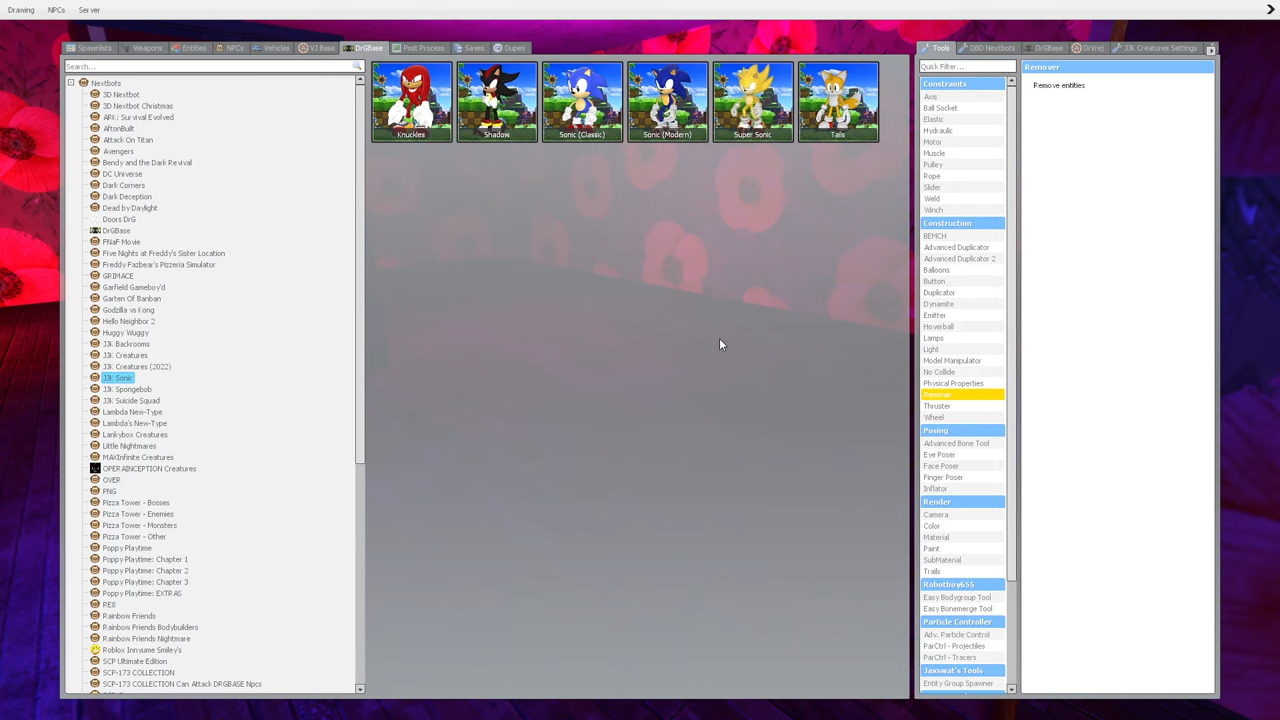 Drawing NPCs Server
Spawnlists Weapons Entities NPCs Vehicles VJ Base DrGBase Post Process Saves Dupes
Tools DBD Nextbots DrGBase DrVrej JJK Creatures Settings
Search...
Nextbots
3D Nextbot
3D Nextbot Christmas
ARK: Survival Evolved
AftonBuilt
Attack On Titan
Avengers
Bendy and the Dark Revival
DC Universe
Dark Corners
Dark Deception
Dead by Daylight
Doors DrG
DrGBase
FNaF Movie
Five Nights at Freddy's Sister Location
Freddy Fazbear's Pizzeria Simulator
GRIMACE
Garfield Gameboy'd
Garten Of Banban
Godzilla vs Kong
Hello Neighbor 2
Huggy Wuggy
JJK Backrooms
JJK Creatures
JJK Creatures (2022)
JJK Sonic
JJK Spongebob
JJK Suicide Squad
Lambda New-Type
Lambda's New-Type
Lankybox Creatures
Little Nightmares
MAXInfinite Creatures
OPERAINCEPTION Creatures
OVER
PNG
Pizza Tower - Bosses
Pizza Tower - Enemies
Pizza Tower - Monsters
Pizza Tower - Other
Poppy Playtime
Poppy Playtime: Chapter 1
Poppy Playtime: Chapter 2
Poppy Playtime: Chapter 3
Poppy Playtime: EXTRAS
RE8
Rainbow Friends
Rainbow Friends Bodybuilders
Rainbow Friends Nightmare
Roblox Innyume Smiley's
SCP Ultimate Edition
SCP-173 COLLECTION
SCP-173 COLLECTION Can Attack DRGBASE Npcs
Knuckles Shadow Sonic (Classic) Sonic (Modern) Super Sonic Tails
Quick Filter...
Constraints
Axis
Ball Socket
Elastic
Hydraulic
Motor
Muscle
Pulley
Rope
Slider
Weld
Winch
Construction
BEMCH
Advanced Duplicator
Advanced Duplicator 2
Balloons
Button
Duplicator
Dynamite
Emitter
Hoverball
Lamps
Light
Model Manipulator
No Collide
Physical Properties
Remover
Thruster
Wheel
Posing
Advanced Bone Tool
Eye Poser
Face Poser
Finger Poser
Inflator
Render
Camera
Color
Material
Paint
SubMaterial
Trails
Robotboy655
Easy Bodygroup Tool
Easy Bonemerge Tool
Particle Controller
Adv. Particle Control
ParCtrl - Projectiles
ParCtrl - Tracers
Jaxswat's Tools
Entity Group Spawner
Remover
Remove entities